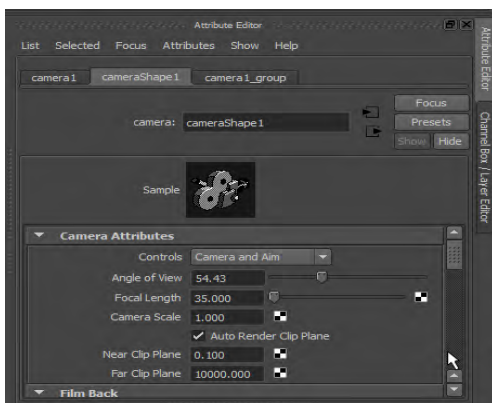 Attribute Editor
List Selected Focus Attributes Show Help
camera1 cameraShape1 camera1_group
Focus
camera: cameraShape1
Presets
Show Hide
Sample
Camera Attributes
Controls Camera and Aim
Angle of View 54.43
Focal Length 35.000
Camera Scale 1.000
Auto Render Clip Plane
Near Clip Plane 0.100
Far Clip Plane 10000.000
Film Back
Attribute Editor
Channel Box / Layer Editor